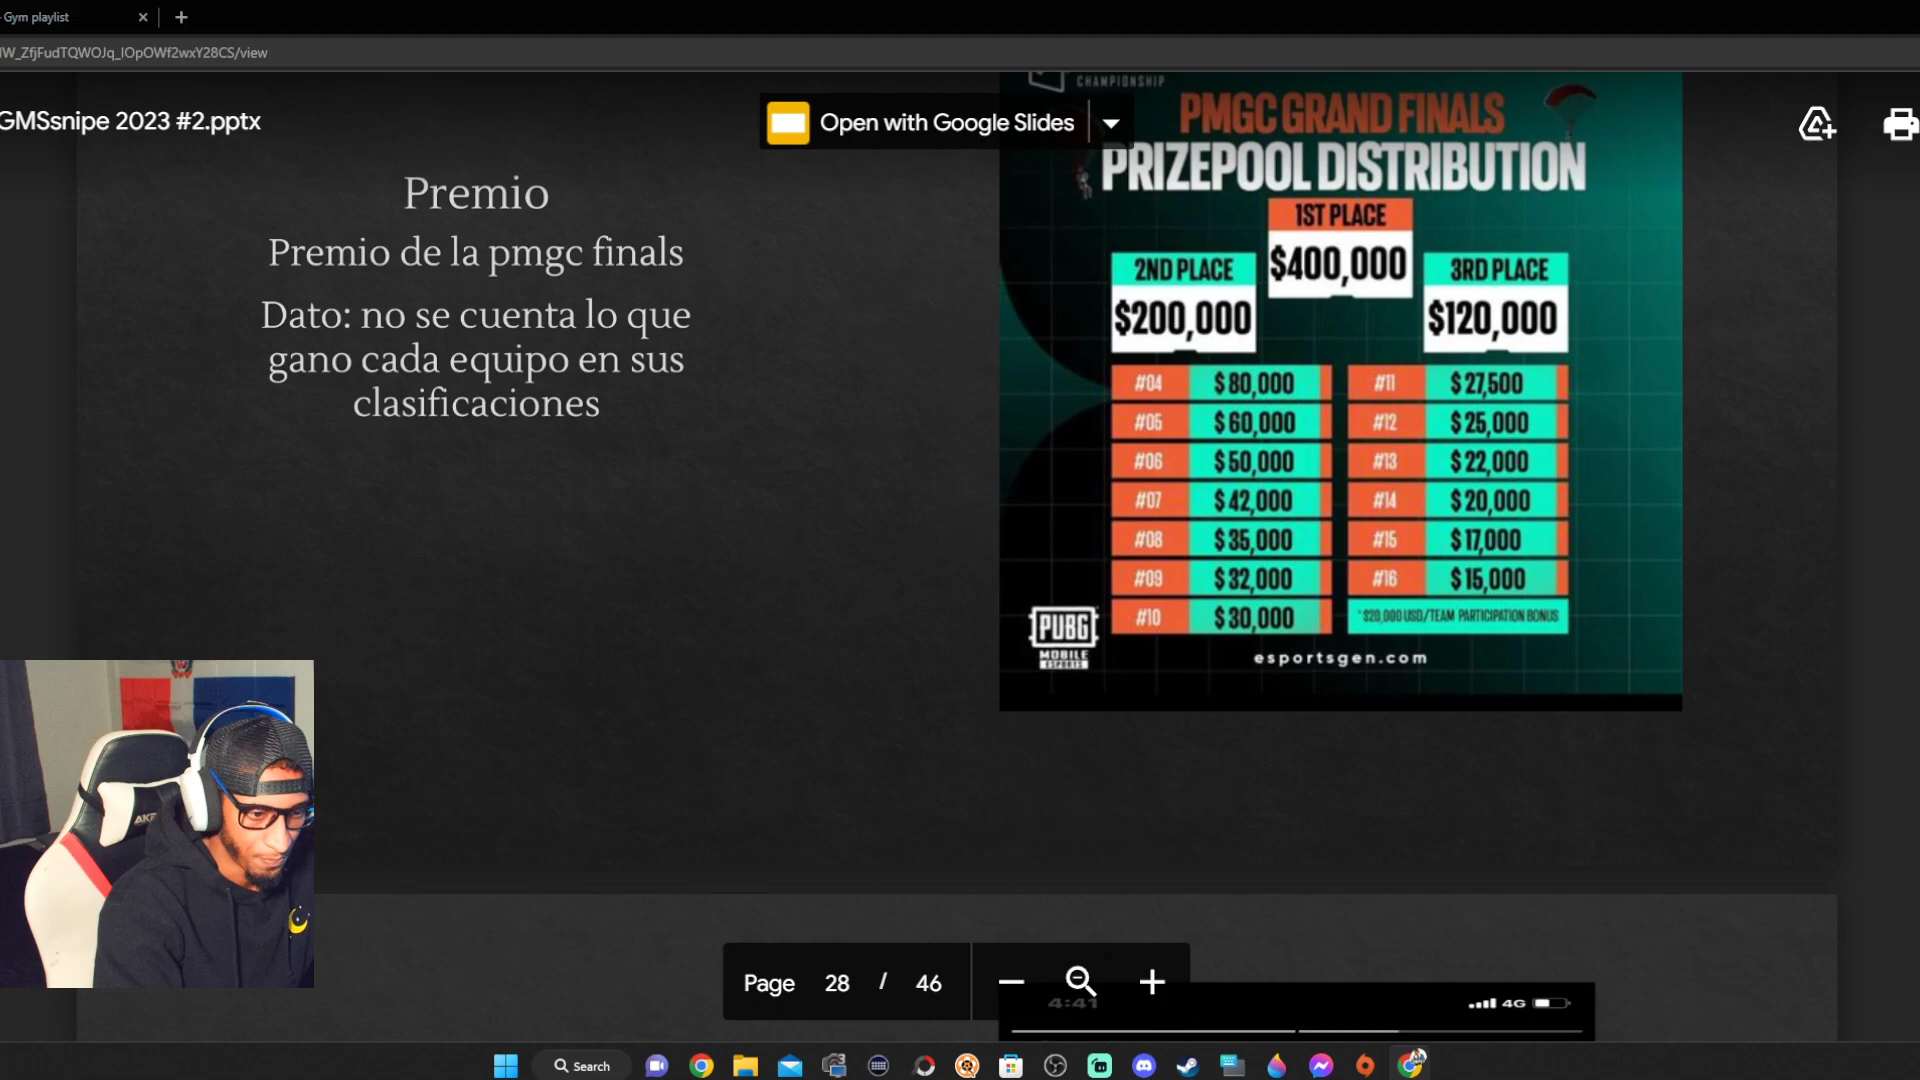 Gym playlist
W_ZfjFudTQWOJq_lOpOWf2wxY28CS/view
GMSsnipe 2023 #2.pptx
Open with Google Slides
Premio
Premio de la pmgc finals
Dato: no se cuenta lo que
gano cada equipo en sus
clasificaciones
CHAMPIONSHIP
PMGC GRAND FINALS
PRIZEPOOL DISTRIBUTION
1ST PLACE
$400,000
2ND PLACE
$200,000
3RD PLACE
$120,000
#04 $80,000
#05 $60,000
#06 $50,000
#07 $42,000
#08 $35,000
#09 $32,000
#10 $30,000
#11 $27,500
#12 $25,000
#13 $22,000
#14 $20,000
#15 $17,000
#16 $15,000
*$20,000 USD/TEAM PARTICIPATION BONUS
PUBG
MOBILE
ESPORTS
esportsgen.com
Page 28 / 46
4:41
4G
Search